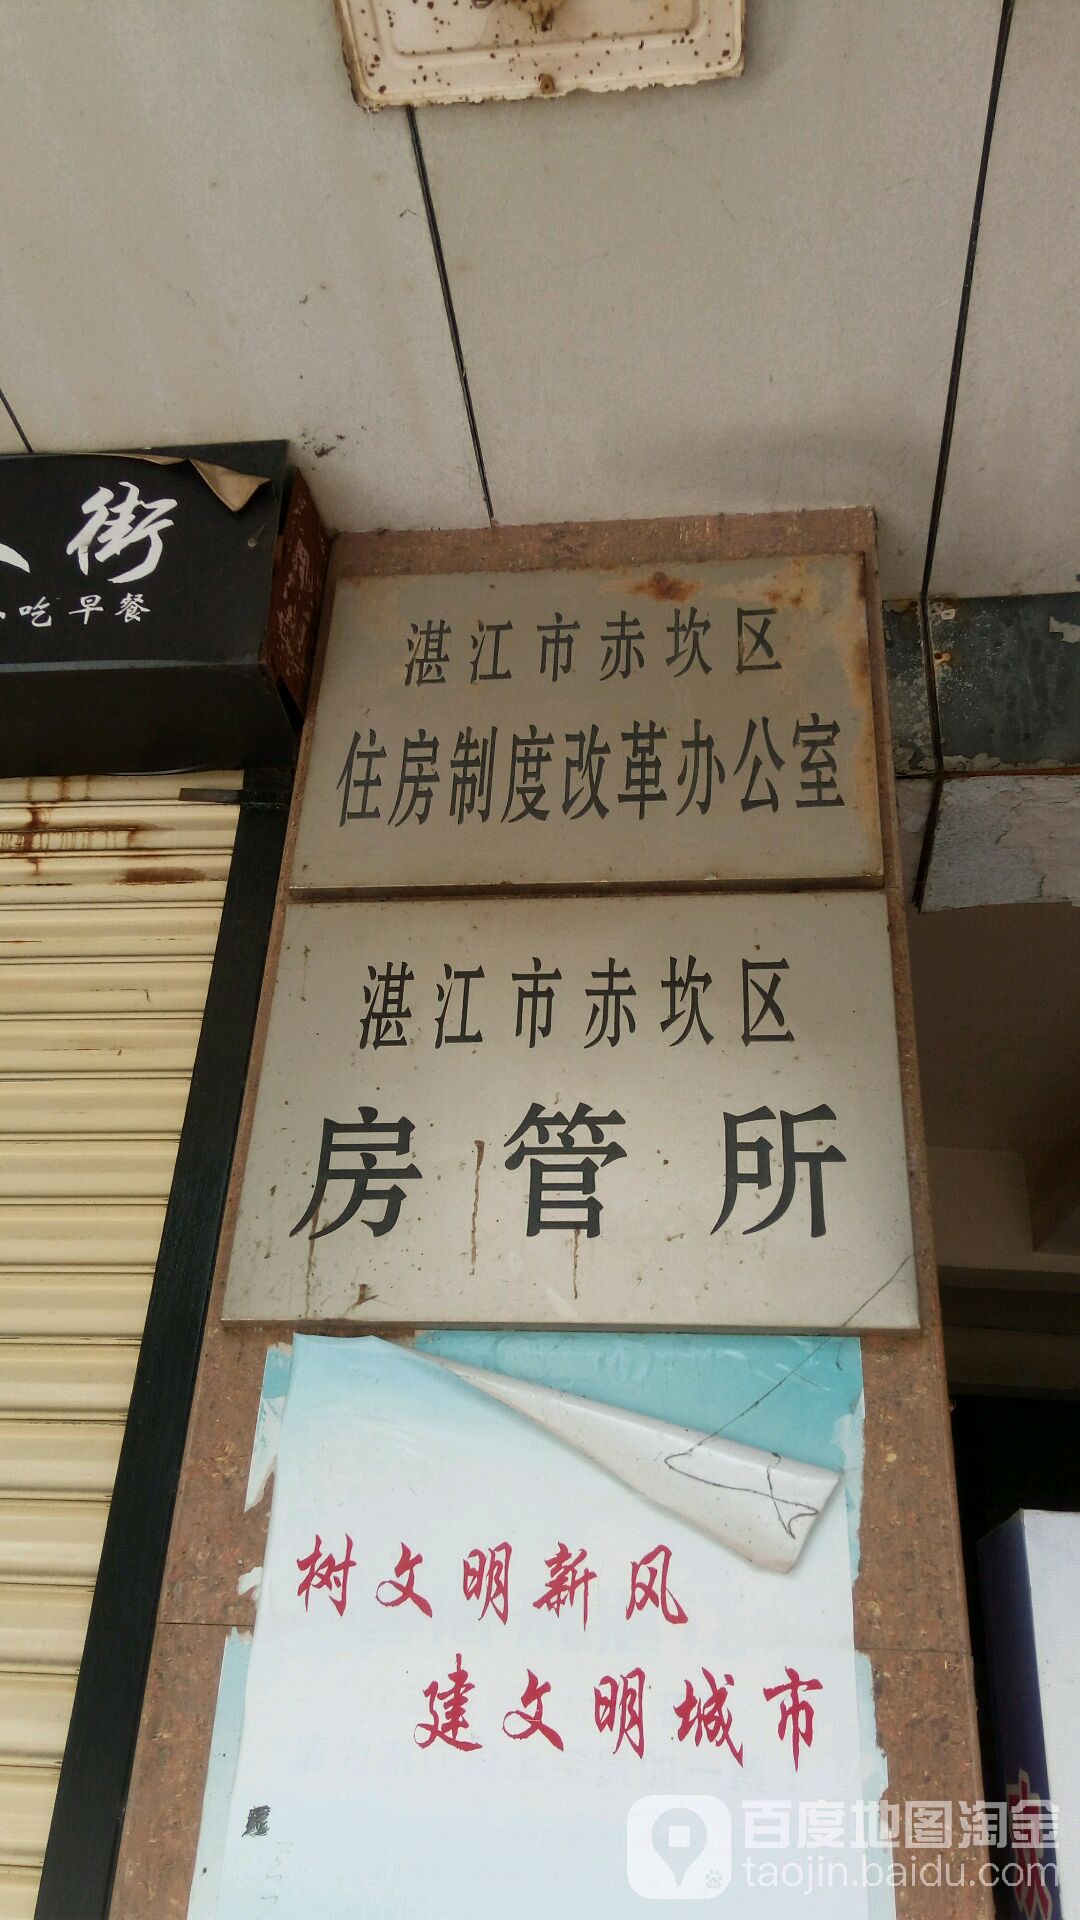 街
吃早餐
湛江市赤坎区
住房制度改革办公室
湛江市赤坎区
房管所
树文明新风
建文明城市
百度地图淘金
taojin.baidu.com